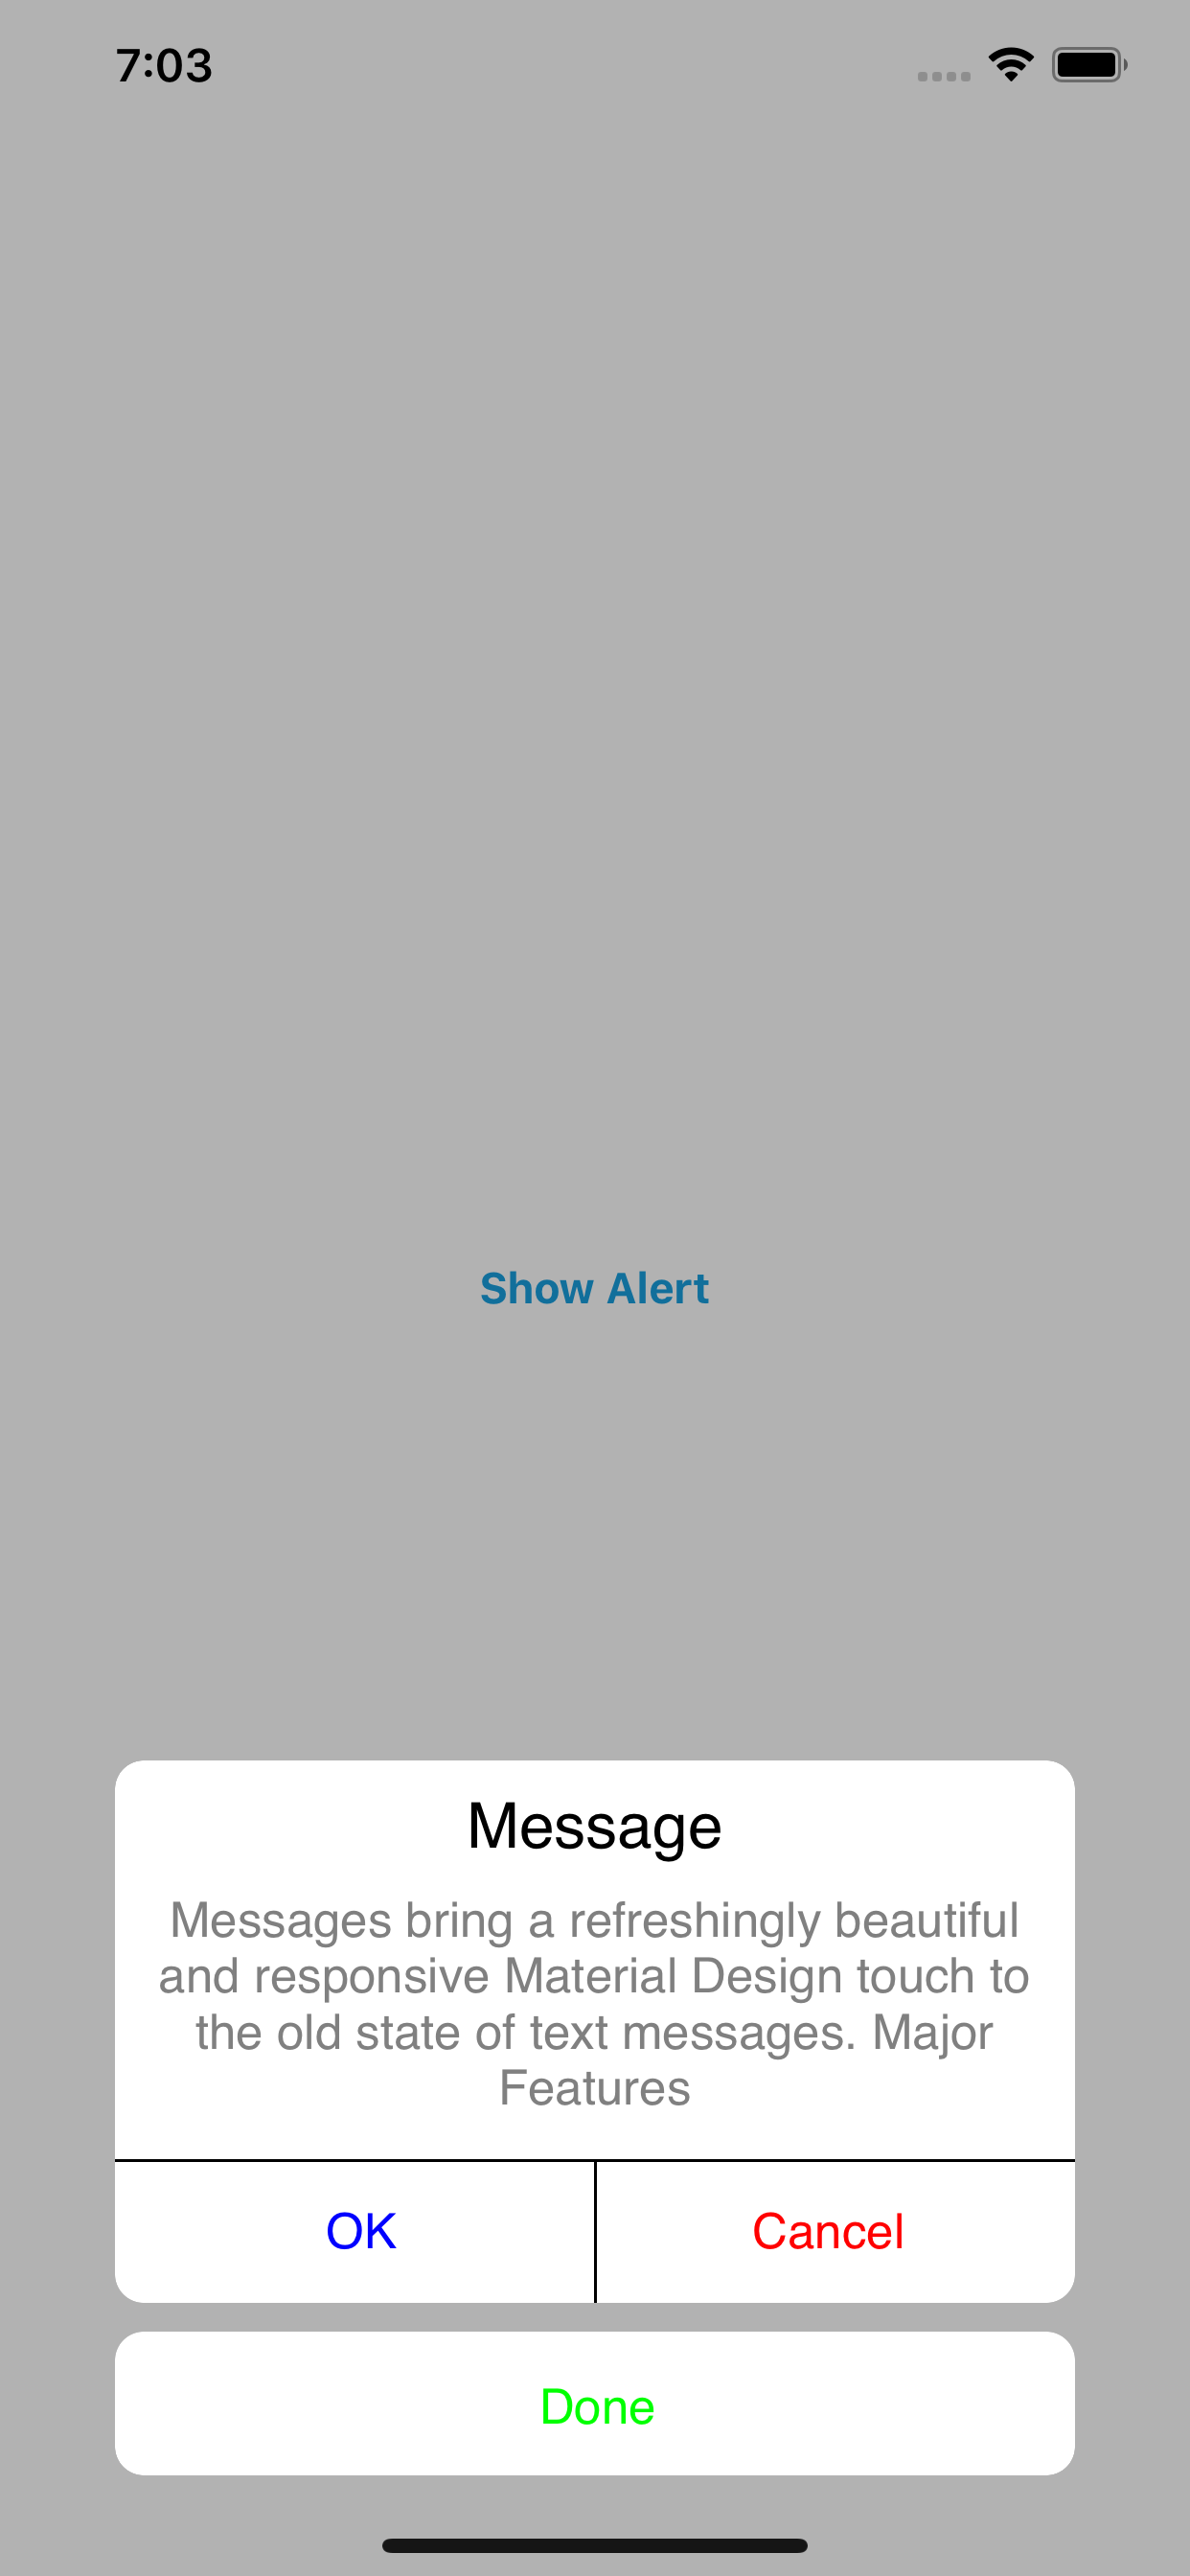 7:03
Show Alert
Message
Messages bring a refreshingly beautiful
and responsive Material Design touch to
the old state of text messages. Major
Features
OK
Cancel
Done